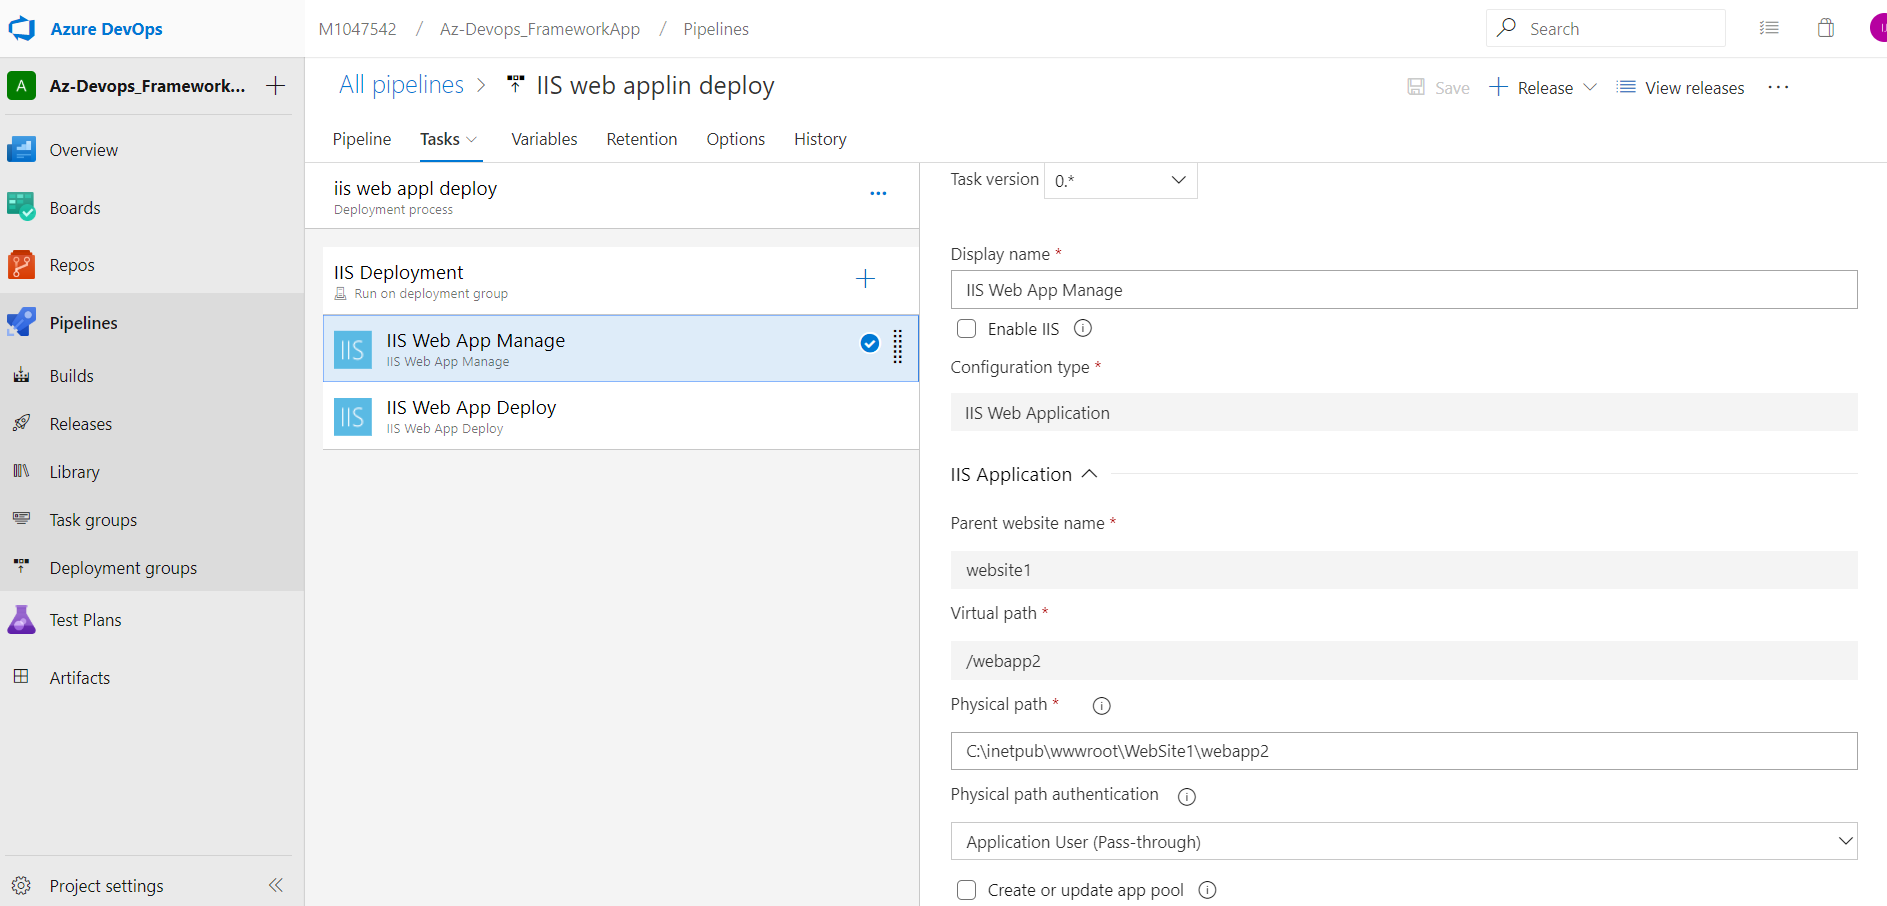 Azure DevOps
M1047542 / Az-Devops_FrameworkApp / Pipelines
Search
A Az-Devops_Framework...
All pipelines > IIS web applin deploy
Save
Release
View releases
Pipeline Tasks Variables Retention Options History
Overview
Boards
Repos
Pipelines
Builds
Releases
Library
Task groups
Deployment groups
Test Plans
Artifacts
Project settings
iis web appl deploy
Deployment process
IIS Deployment
Run on deployment group
IIS
IIS Web App Manage
IIS Web App Manage
IIS
IIS Web App Deploy
IIS Web App Deploy
Task version 0.*
Display name *
IIS Web App Manage
Enable IIS
Configuration type *
IIS Web Application
IIS Application
Parent website name *
website1
Virtual path *
/webapp2
Physical path *
C:\inetpub\wwwroot\WebSite1\webapp2
Physical path authentication
Application User (Pass-through)
Create or update app pool